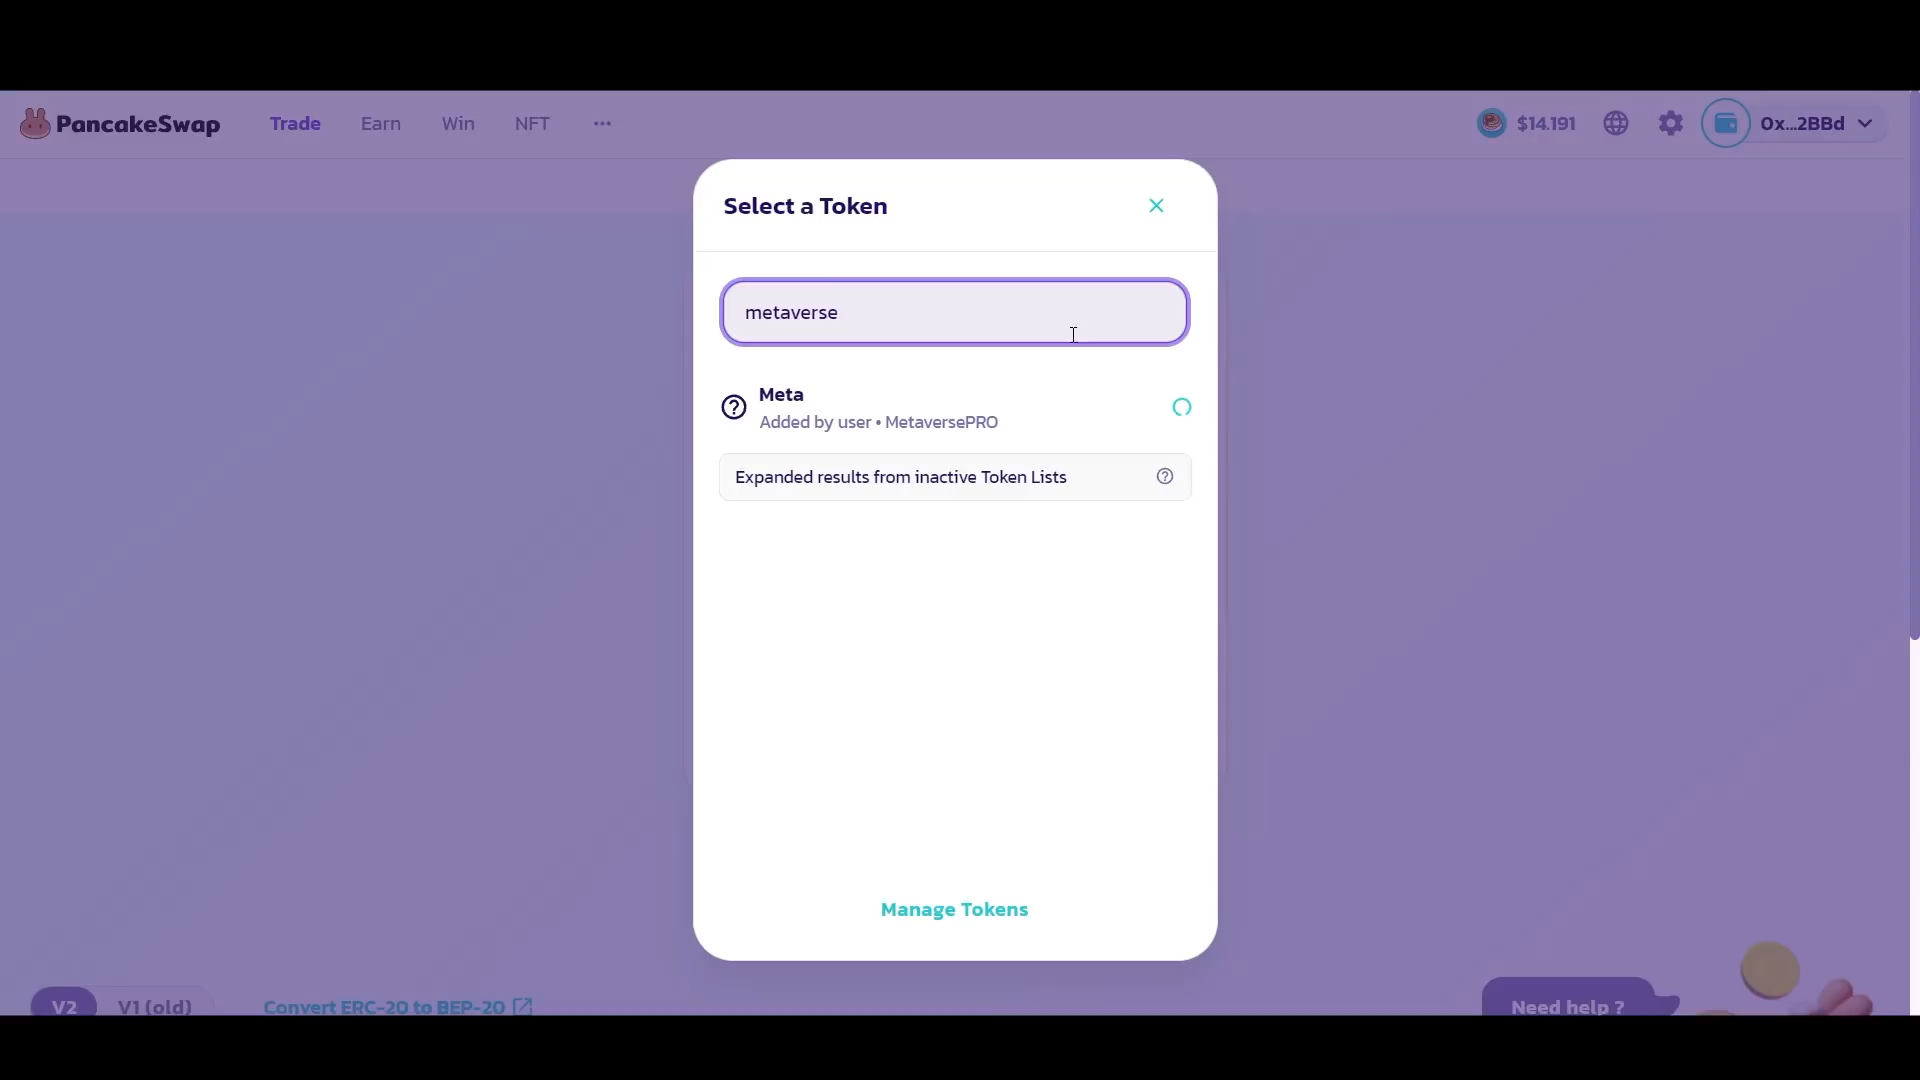 PancakeSwap Trade Earn Win NFT ... $14.191 0x...2BBd
Select a Token
metaverse
Meta
Added by user • MetaversePRO
Expanded results from inactive Token Lists
Manage Tokens
V2 V1 (old) Convert ERC-20 to BEP-20 Need help ?